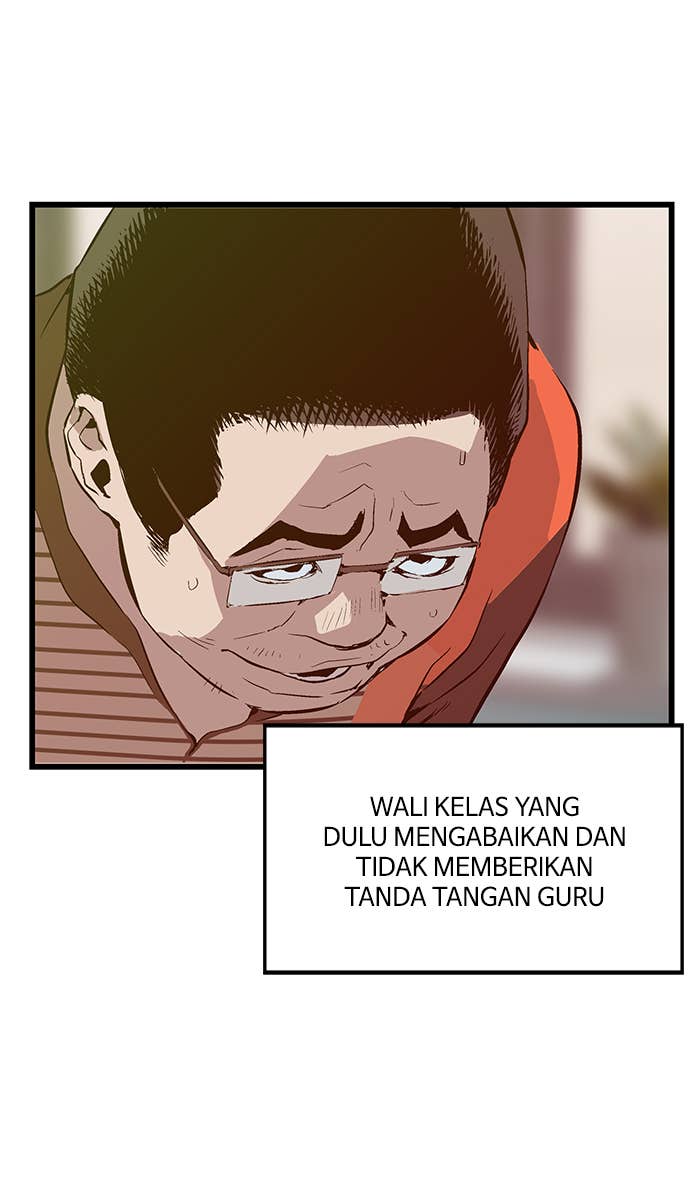 WALI KELAS YANG
DULU MENGABAIKAN DAN
TIDAK MEMBERIKAN
TANDA TANGAN GURU